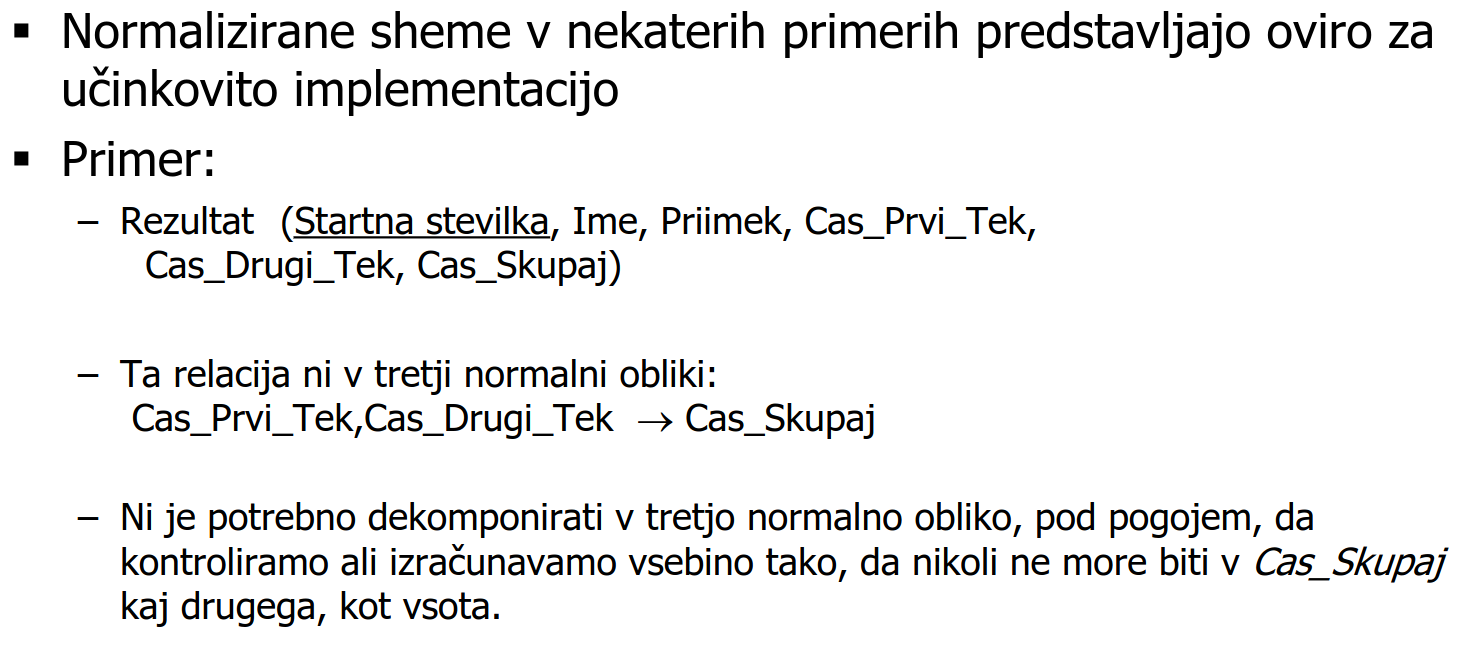 ▪ Normalizirane sheme v nekaterih primerih predstavljajo oviro za
učinkovito implementacijo
▪ Primer:
– Rezultat (Startna stevilka, Ime, Priimek, Cas_Prvi_Tek,
Cas_Drugi_Tek, Cas_Skupaj)
– Ta relacija ni v tretji normalni obliki:
Cas_Prvi_Tek,Cas_Drugi_Tek → Cas_Skupaj
– Ni je potrebno dekomponirati v tretjo normalno obliko, pod pogojem, da
kontroliramo ali izračunavamo vsebino tako, da nikoli ne more biti v Cas_Skupaj
kaj drugega, kot vsota.